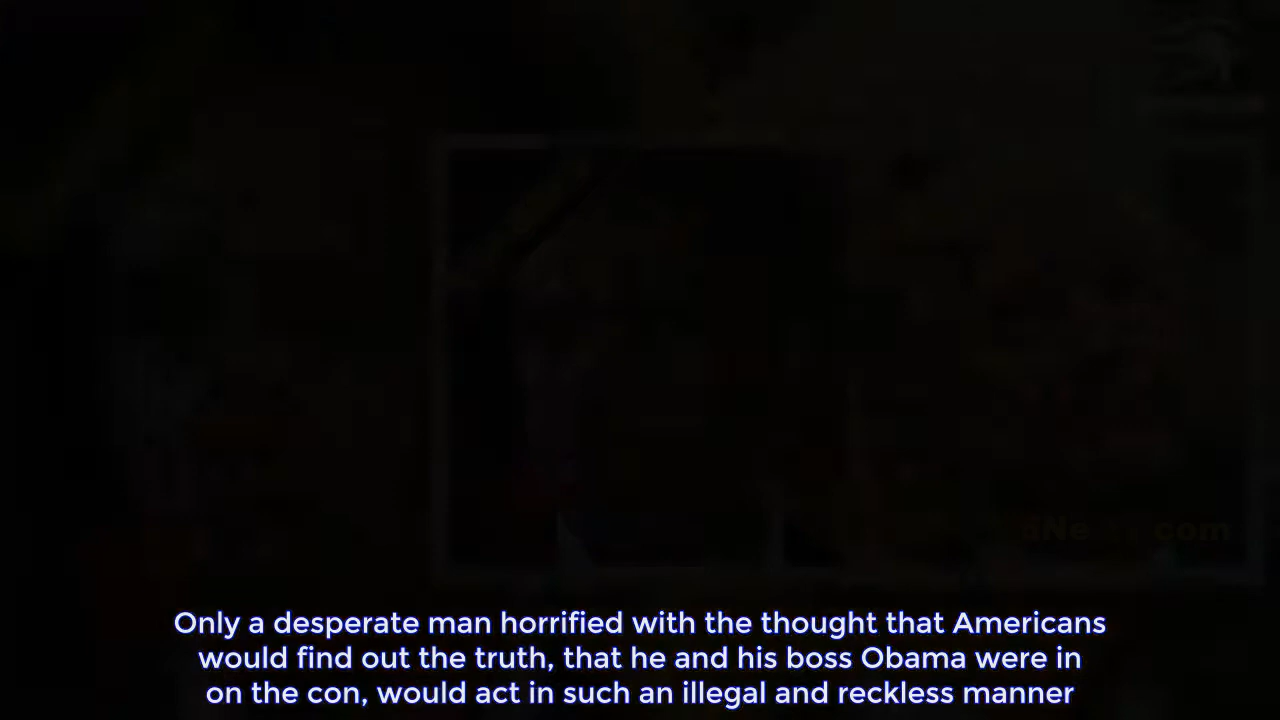 Only a desperate man horrified with the thought that Americans
would find out the truth, that he and his boss Obama were in
on the con, would act in such an illegal and reckless manner